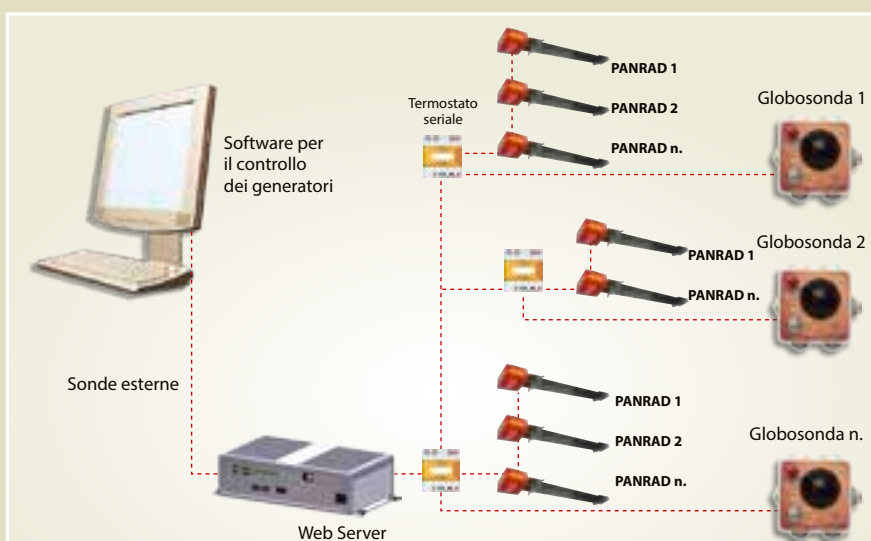 Software per
il controllo
dei generatori
Sonde esterne
Web Server
Termostato
seriale
PANRAD 1
PANRAD 2
PANRAD n.
Globosonda 1
PANRAD 1
PANRAD n.
Globosonda 2
PANRAD 1
PANRAD 2
PANRAD n.
Globosonda n.